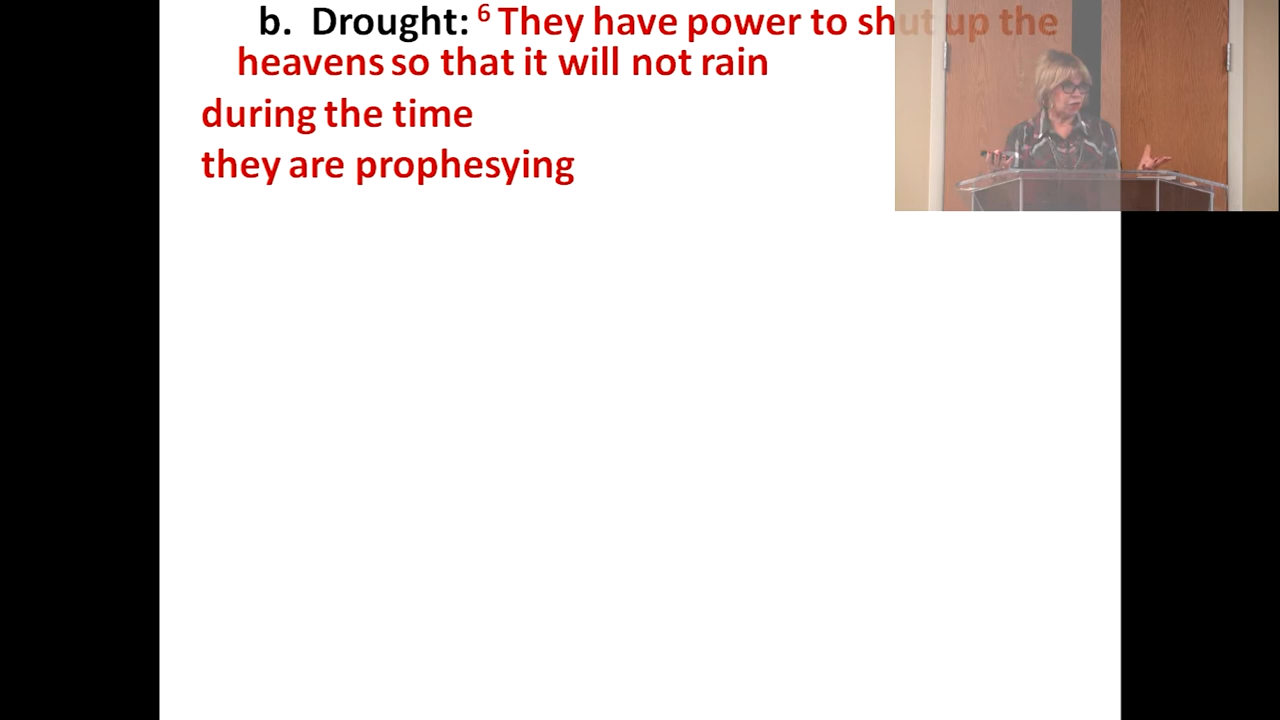 b. Drought: 6 They have power to shut up the
heavens so that it will not rain
during the time
they are prophesying